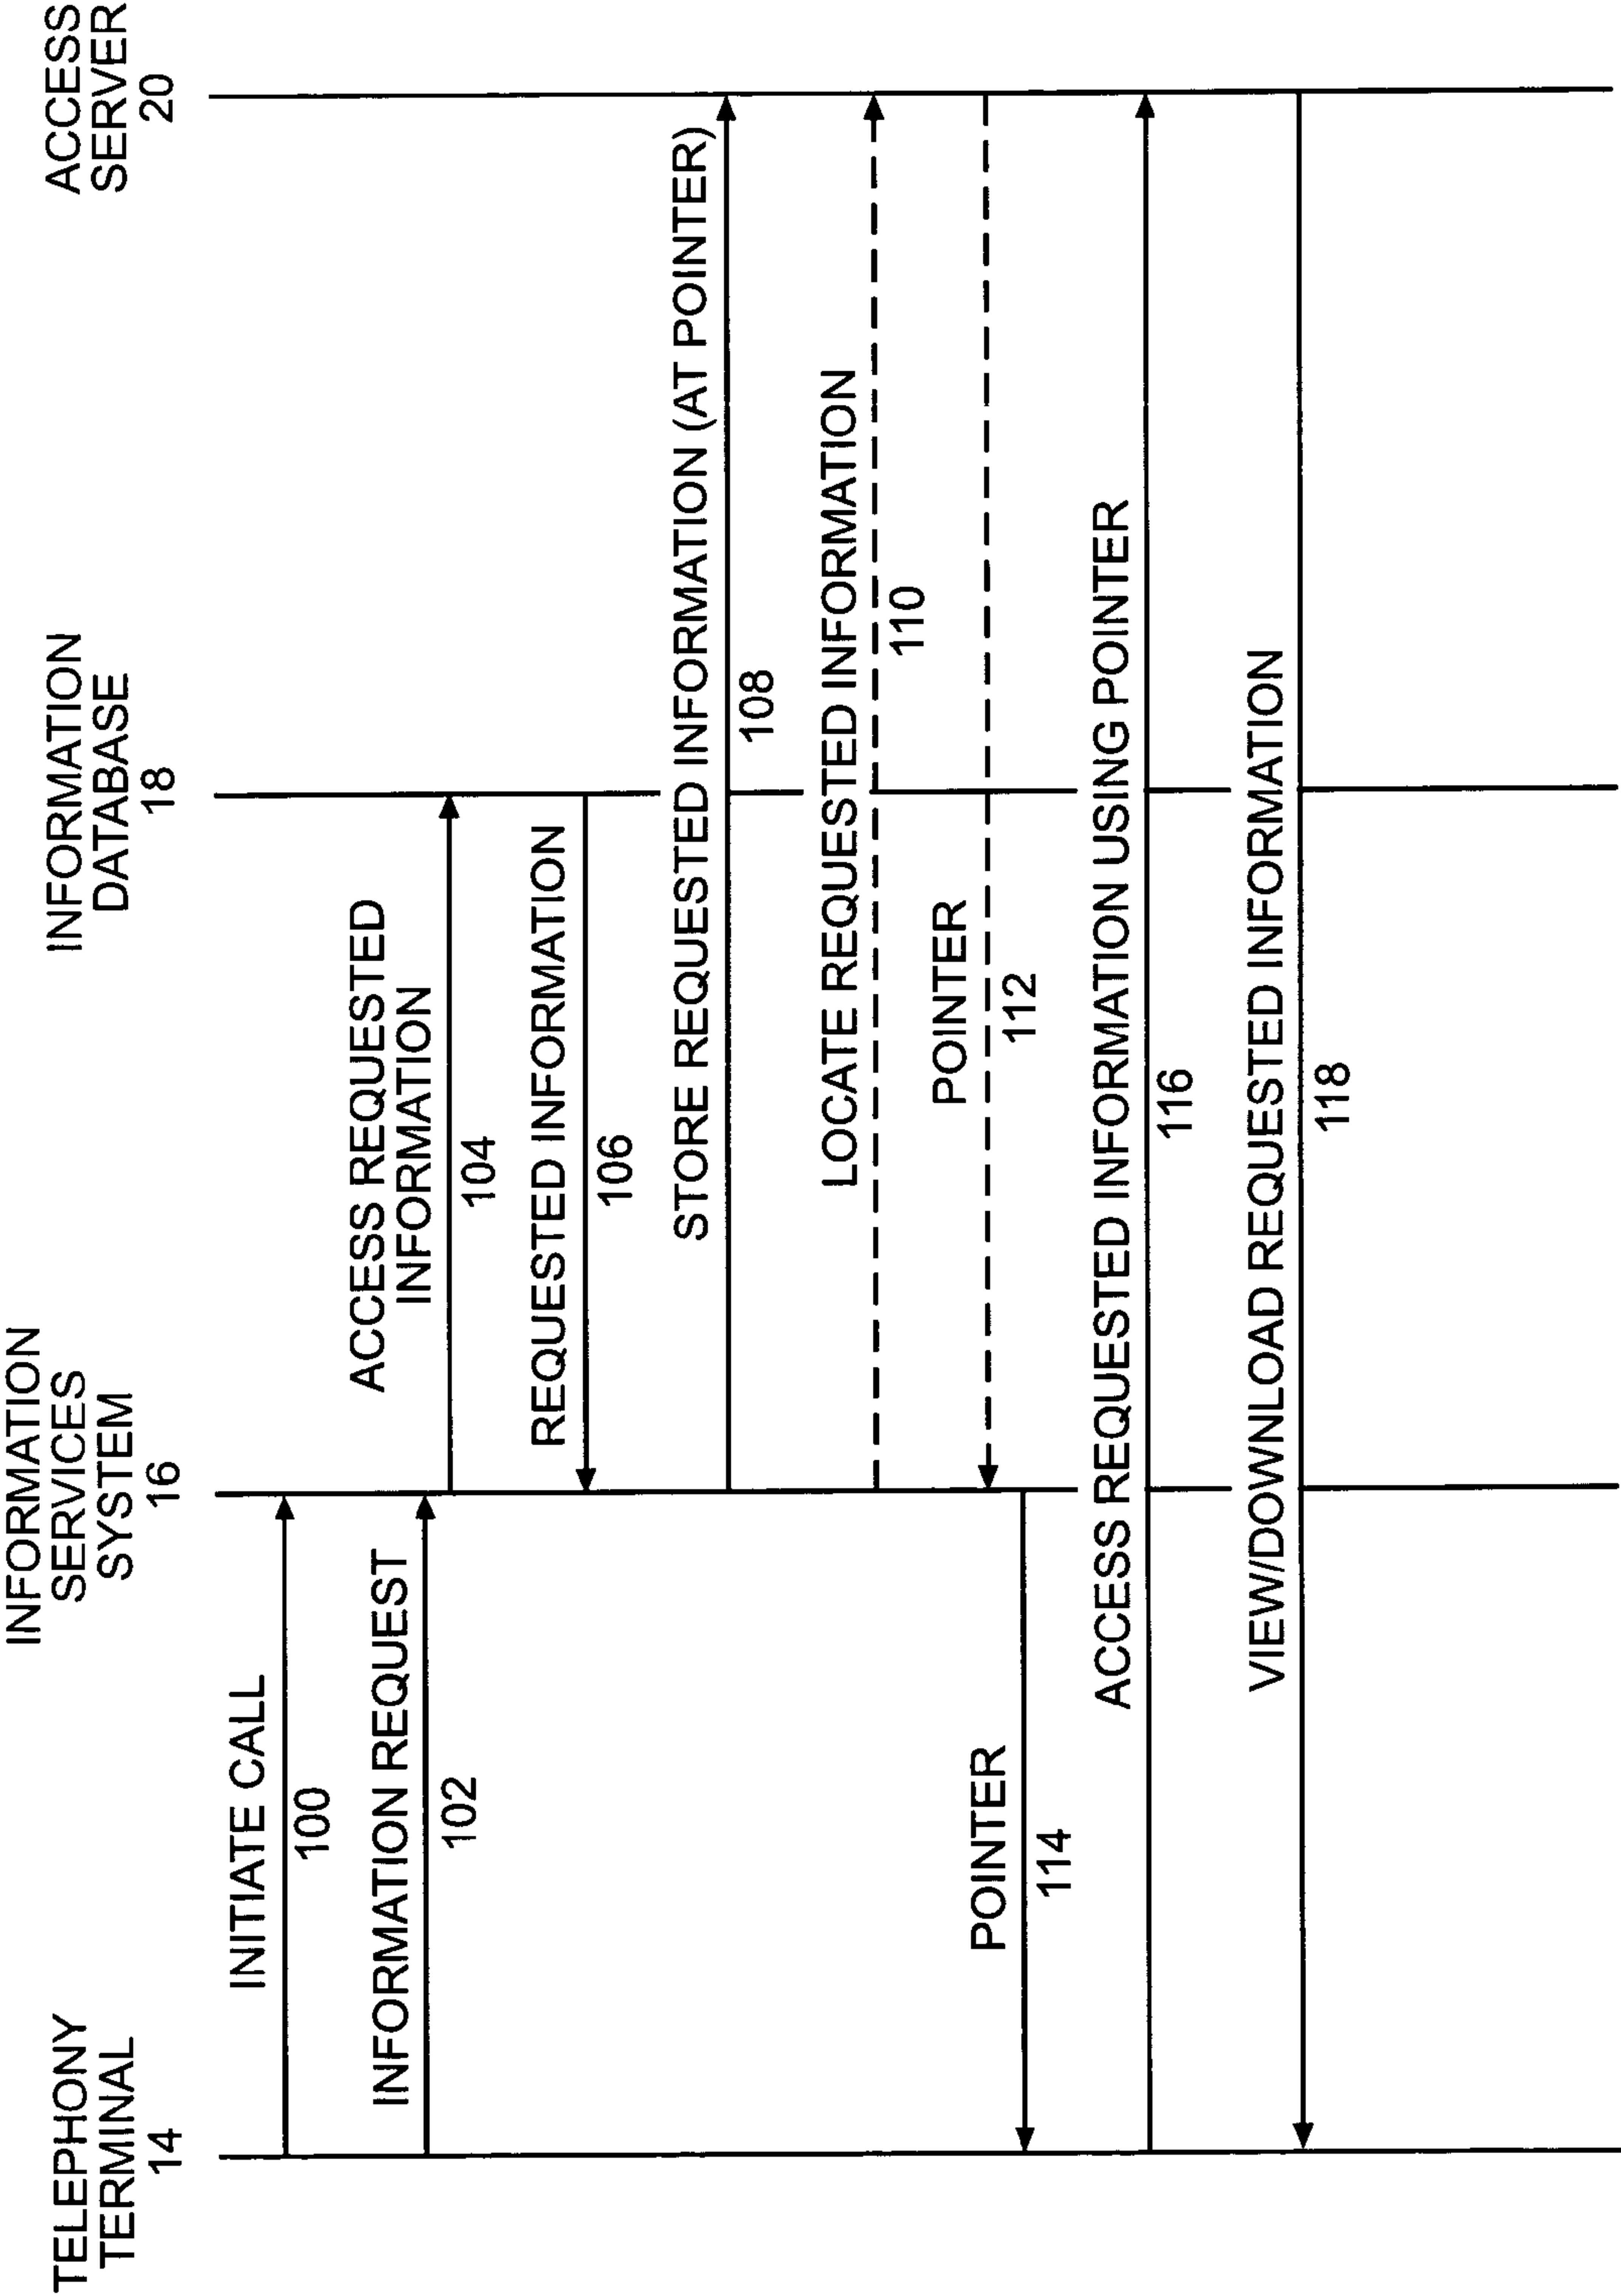 TELEPHONY
TERMINAL
14
INFORMATION
SERVICES
SYSTEM
16
INFORMATION
DATABASE
18
ACCESS
SERVER
20
INITIATE CALL
100
INFORMATION REQUEST
102
ACCESS REQUESTED
INFORMATION
104
REQUESTED INFORMATION
106
STORE REQUESTED INFORMATION (AT POINTER)
108
LOCATE REQUESTED INFORMATION
110
POINTER
112
POINTER
114
ACCESS REQUESTED INFORMATION USING POINTER
116
VIEW/DOWNLOAD REQUESTED INFORMATION
118